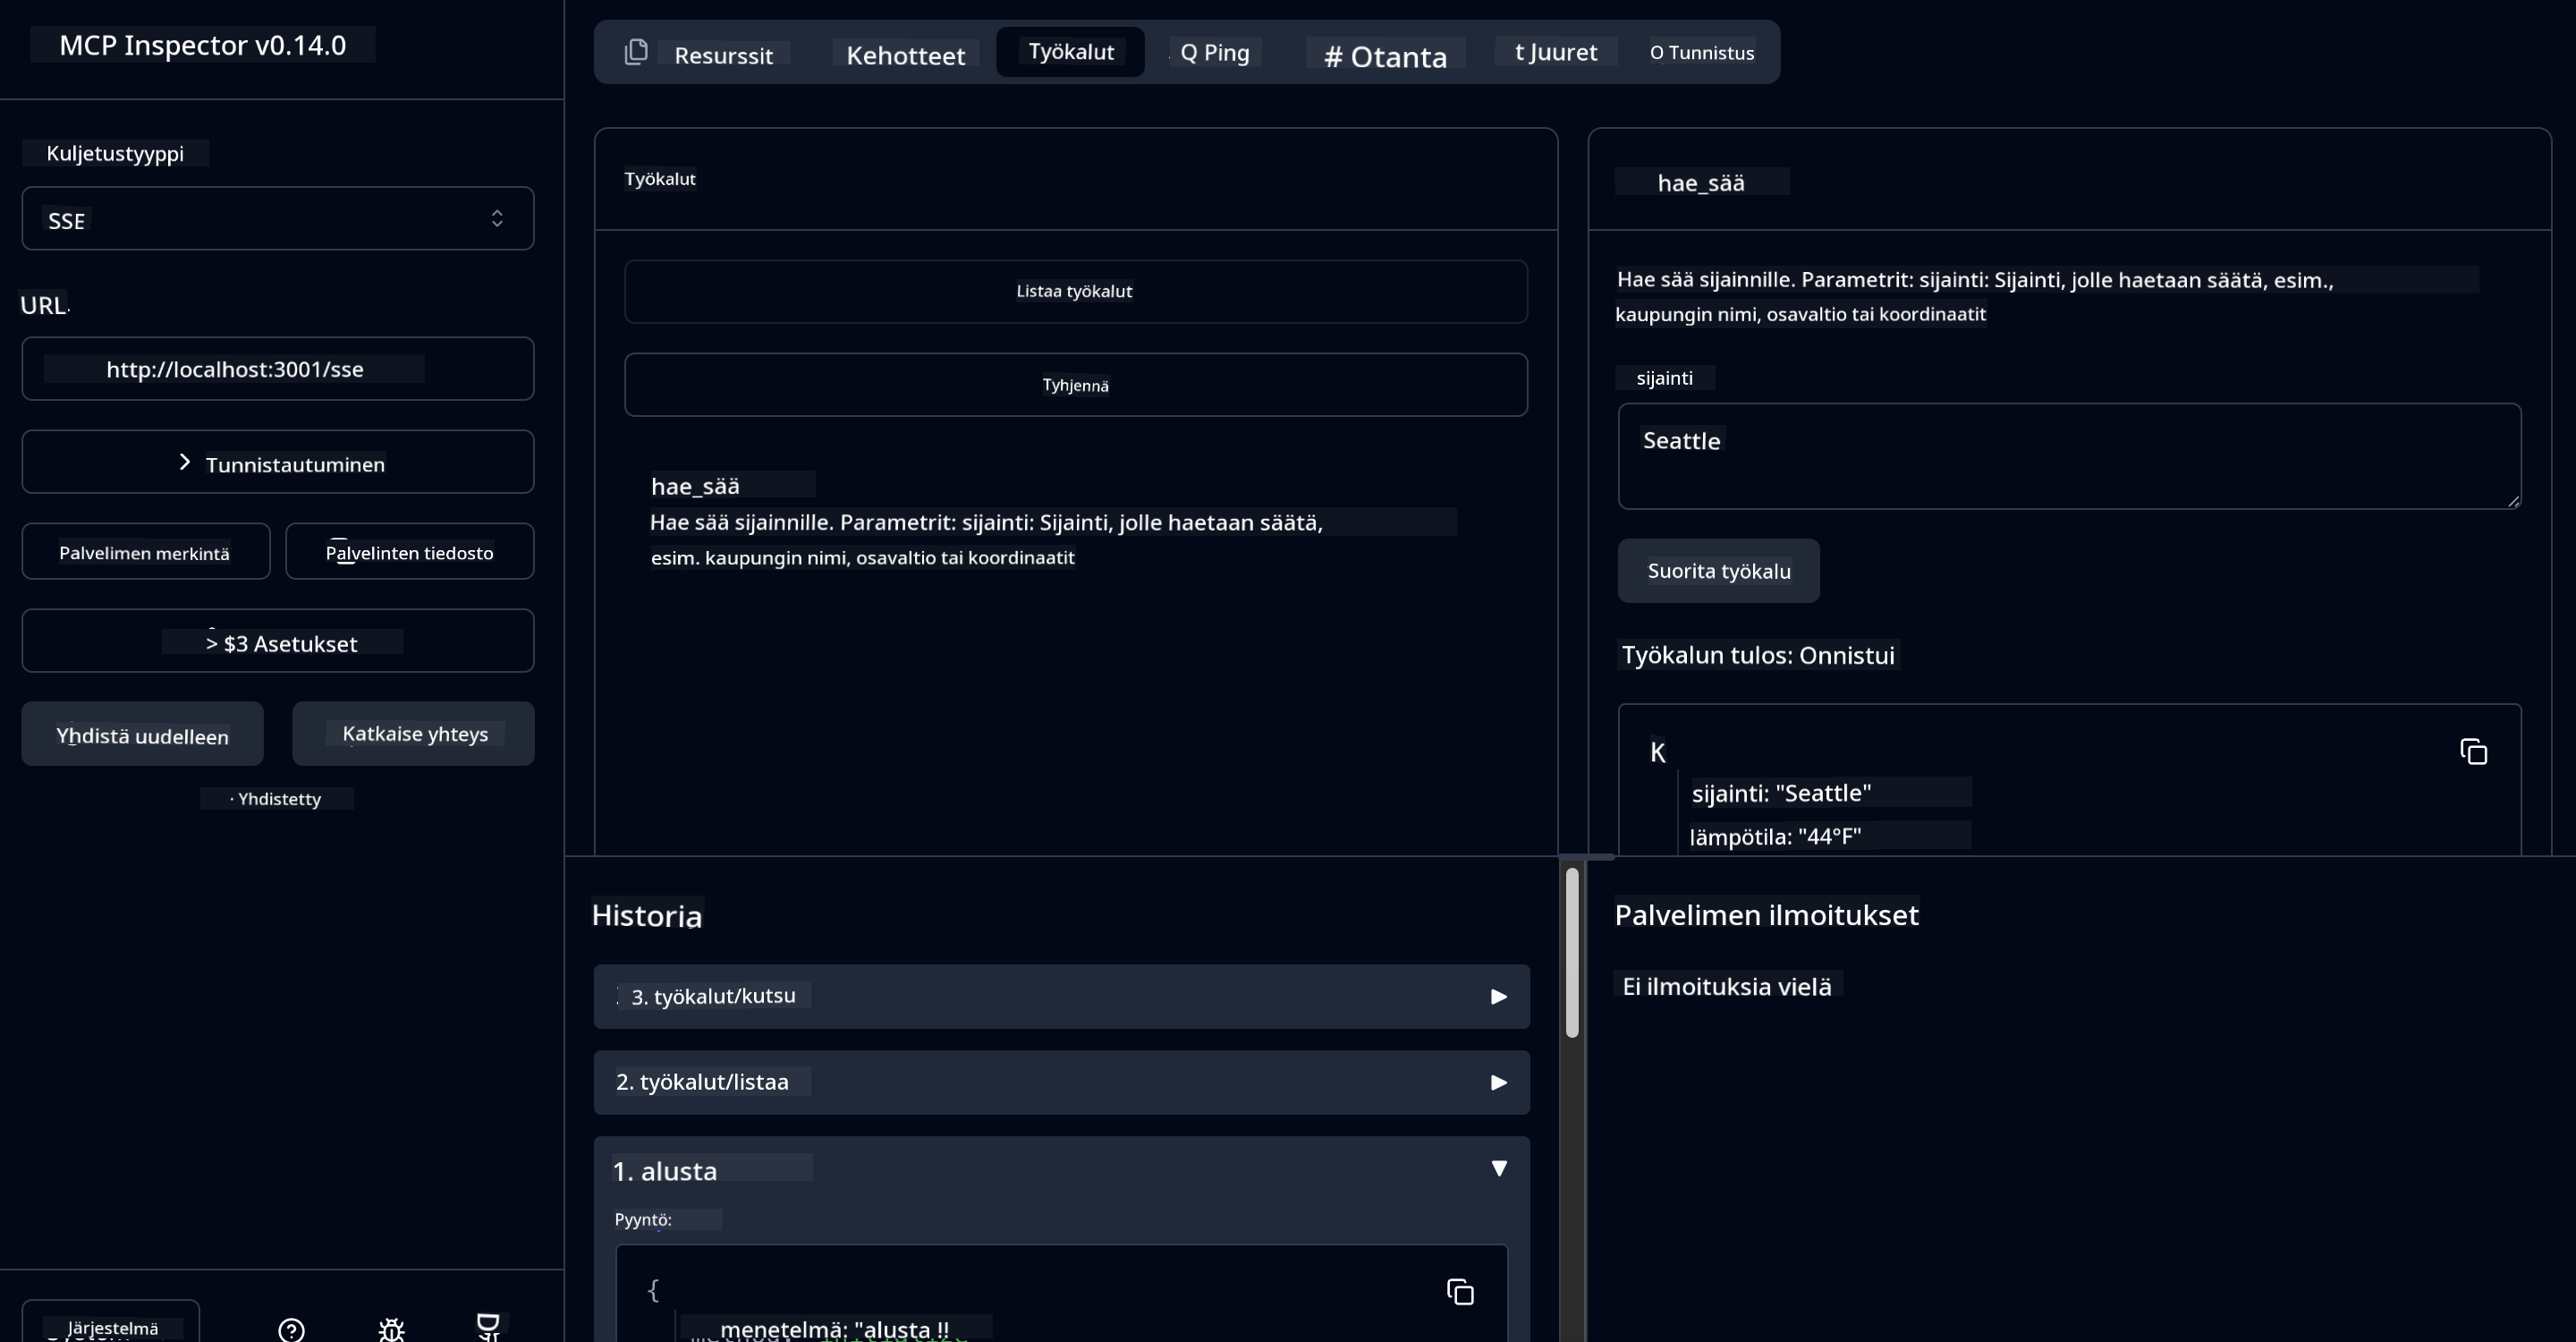 MCP Inspector v0.14.0
Kuljetustyyppi
SSE
URL
http://localhost:3001/sse
Tunnistautuminen
Palvelimen merkintä
Palvelinten tiedosto
> $3 Asetukset
Yhdistä uudelleen
Katkaise yhteys
· Yhdistetty
Järjestelmä
Resurssit
Kehotteet
Työkalut
Q Ping
# Otanta
t Juuret
O Tunnistus
Työkalut
Listaa työkalut
Tyhjennä
hae_sää
Hae sää sijainnille. Parametrit: sijainti: Sijainti, jolle haetaan säätä,
esim. kaupungin nimi, osavaltio tai koordinaatit
hae_sää
Hae sää sijainnille. Parametrit: sijainti: Sijainti, jolle haetaan säätä, esim.,
kaupungin nimi, osavaltio tai koordinaatit
sijainti
Seattle
Suorita työkalu
Työkalun tulos: Onnistui
K
sijainti: "Seattle"
lämpötila: "44°F"
Historia
3. työkalut/kutsu
2. työkalut/listaa
1. alusta
Pyyntö:
{
menetelmä: "alusta !!
Palvelimen ilmoitukset
Ei ilmoituksia vielä